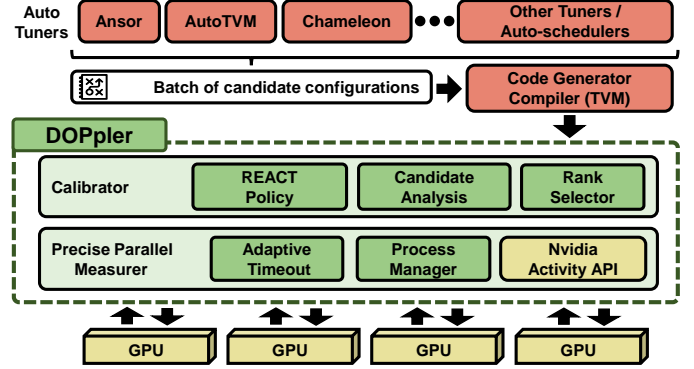 Auto
Tuners
Ansor
AutoTVM
Chameleon
Other Tuners /
Auto-schedulers
Batch of candidate configurations
Code Generator
Compiler (TVM)
DOPpler
Calibrator
REACT
Policy
Candidate
Analysis
Rank
Selector
Precise Parallel
Measurer
Adaptive
Timeout
Process
Manager
Nvidia
Activity API
GPU
GPU
GPU
GPU